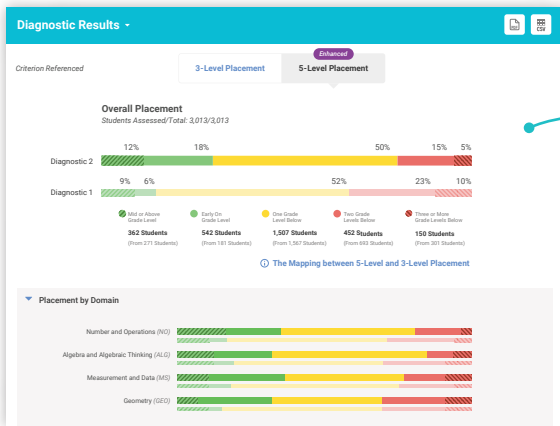 Diagnostic Results
PDF
CSV
Criterion Referenced
3-Level Placement
Enhanced
5-Level Placement
Overall Placement
Students Assessed/Total: 3,013/3,013
12% 18% 50% 15% 5%
Diagnostic 2
9% 6% 52% 23% 10%
Diagnostic 1
Mid or Above Grade Level
362 Students
(From 271 Students)
Early On Grade Level
542 Students
(From 181 Students)
One Grade Level Below
1,507 Students
(From 1,567 Students)
Two Grade Levels Below
452 Students
(From 693 Students)
Three or More Grade Levels Below
150 Students
(From 301 Students)
The Mapping between 5-Level and 3-Level Placement
Placement by Domain
Number and Operations (NO)
Algebra and Algebraic Thinking (ALG)
Measurement and Data (MS)
Geometry (GEO)